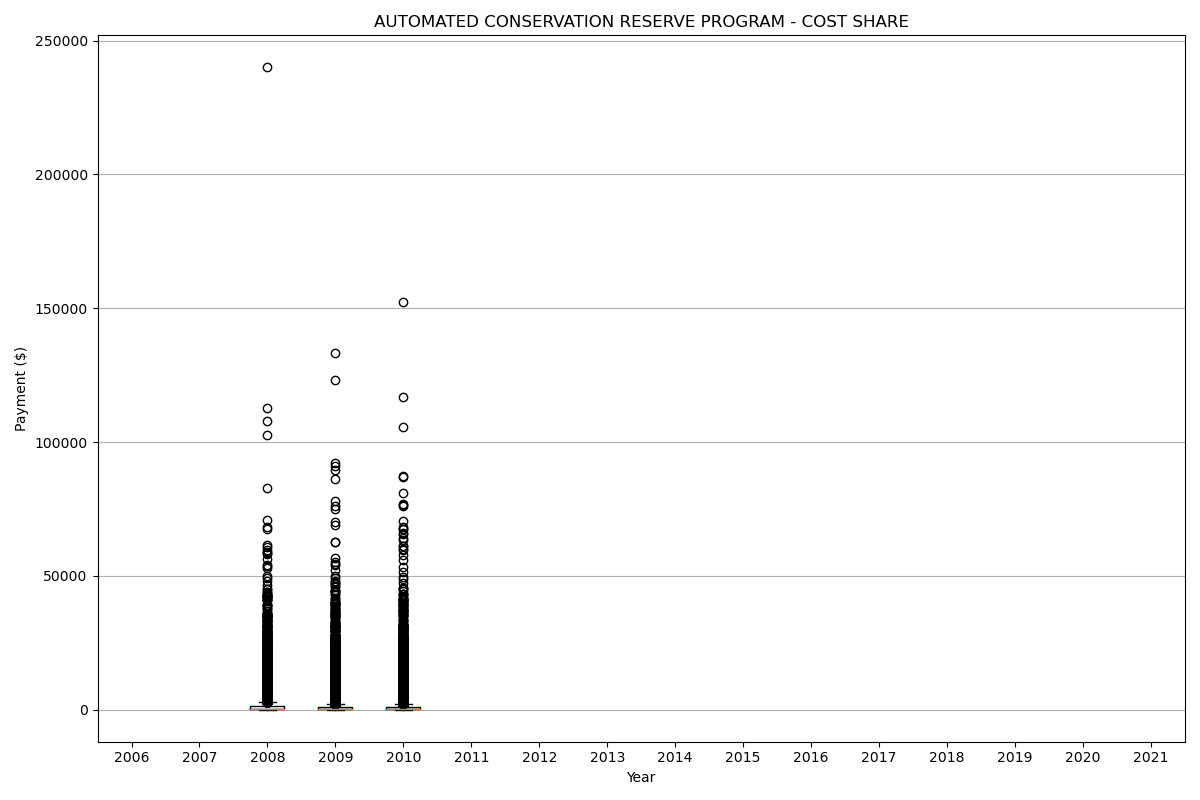 AUTOMATED CONSERVATION RESERVE PROGRAM - COST SHARE
250000
200000
150000
100000
50000
0
Payment ($)
2006 2007 2008 2009 2010 2011 2012 2013 2014 2015 2016 2017 2018 2019 2020 2021
Year